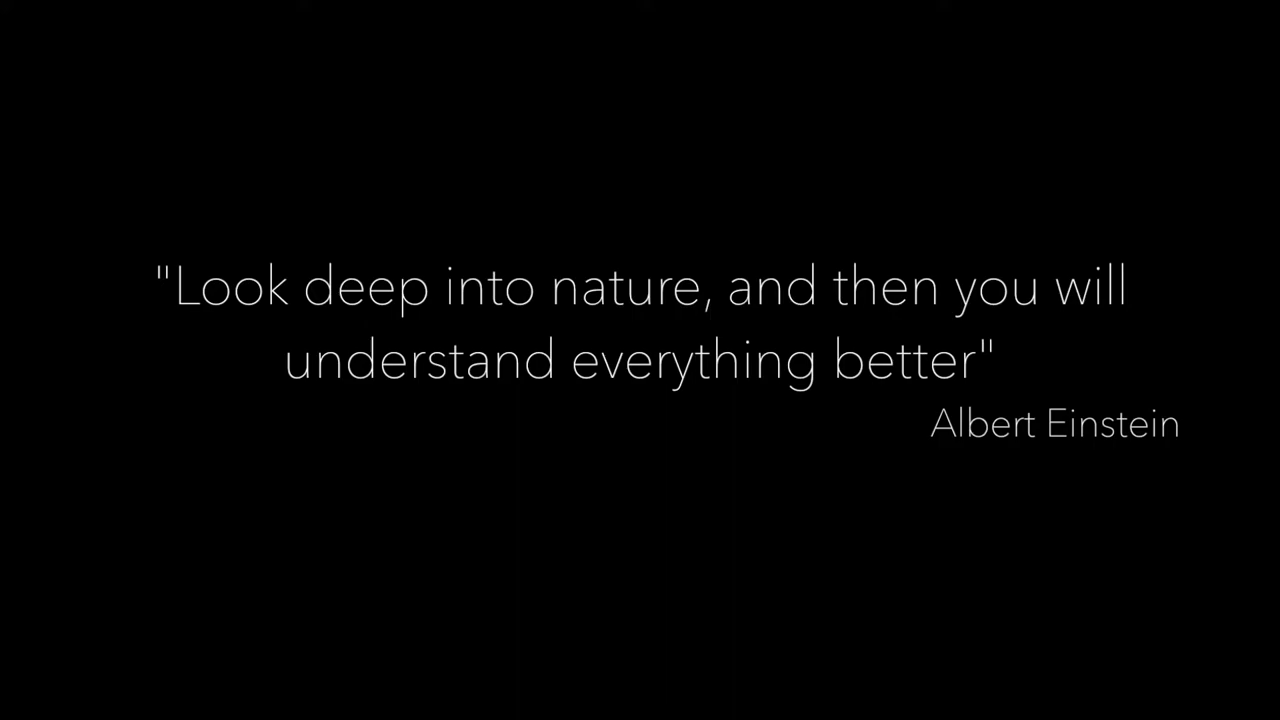 "Look deep into nature, and then you will
understand everything better"
Albert Einstein